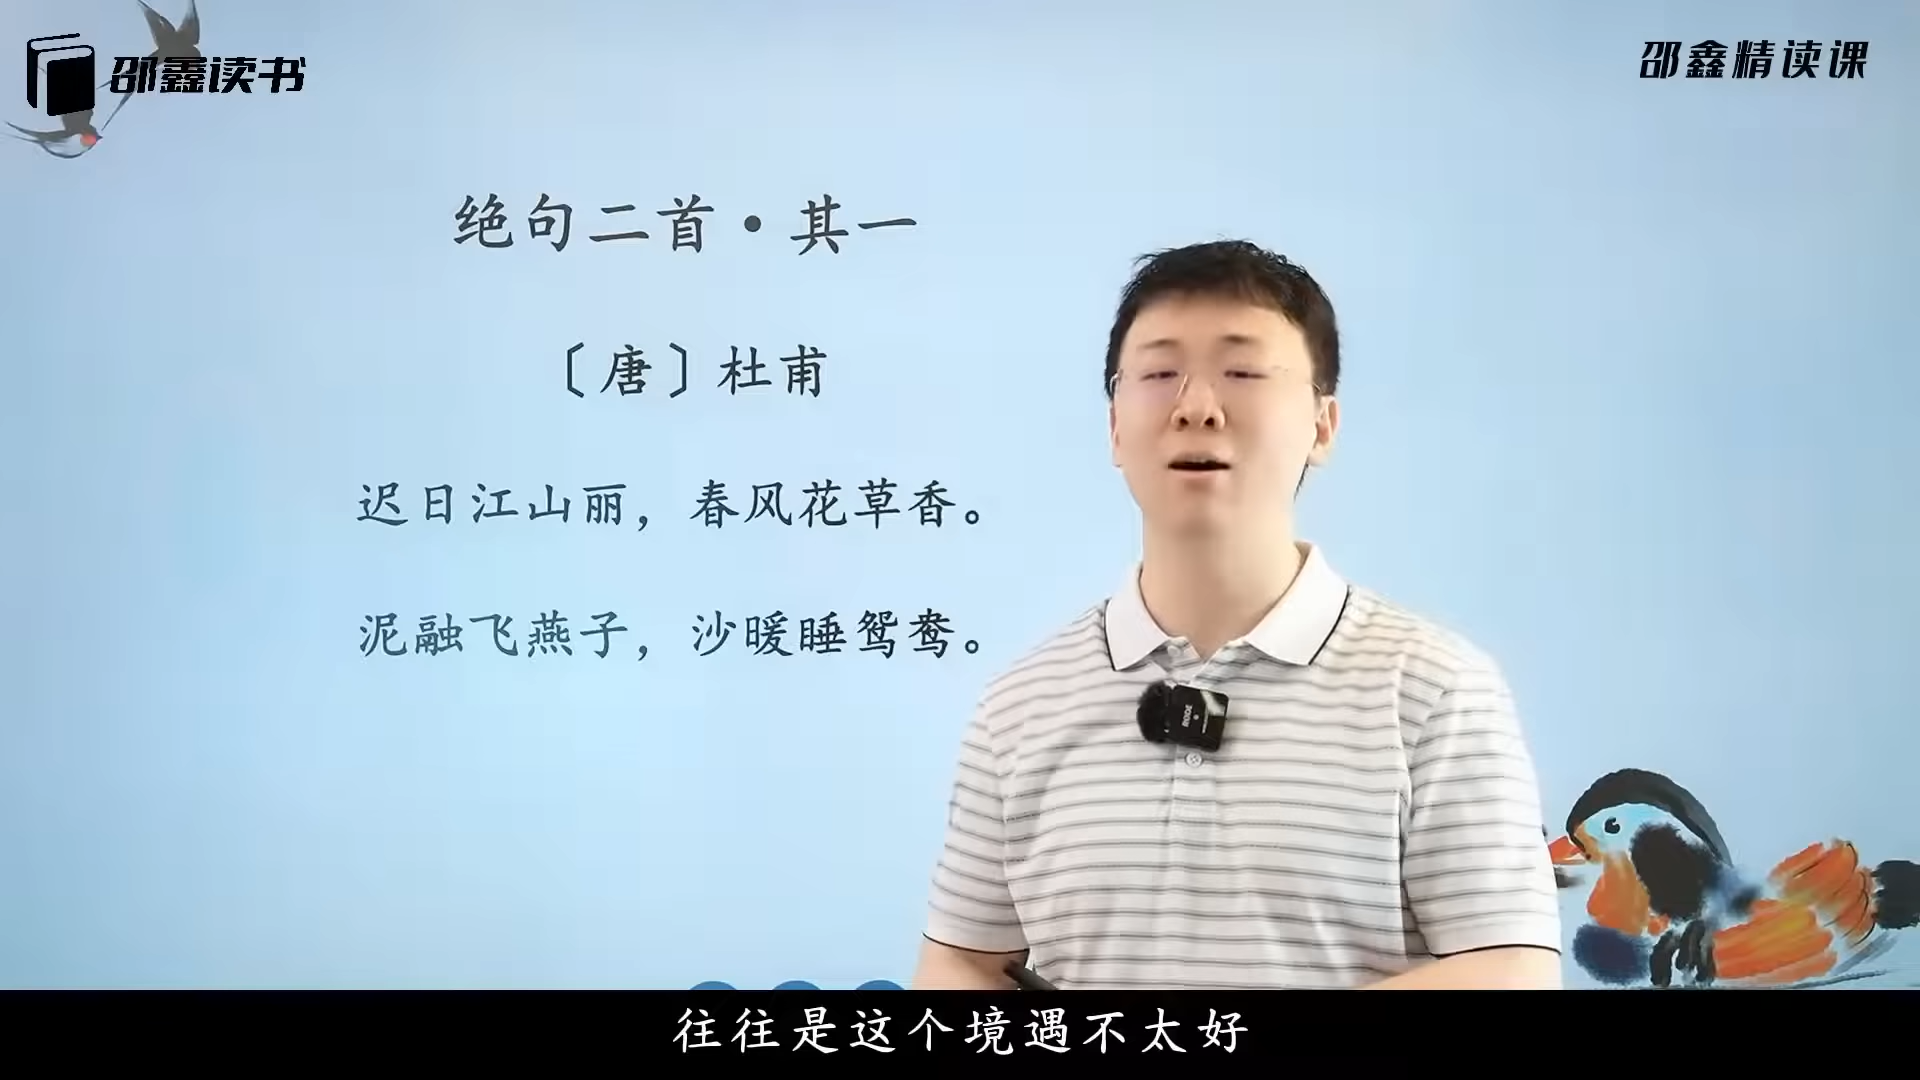 邵鑫读书
邵鑫精读课
绝句二首·其一
〔唐〕杜甫
迟日江山丽，春风花草香。
泥融飞燕子，沙暖睡鸳鸯。
RODE
往往是这个境遇不太好